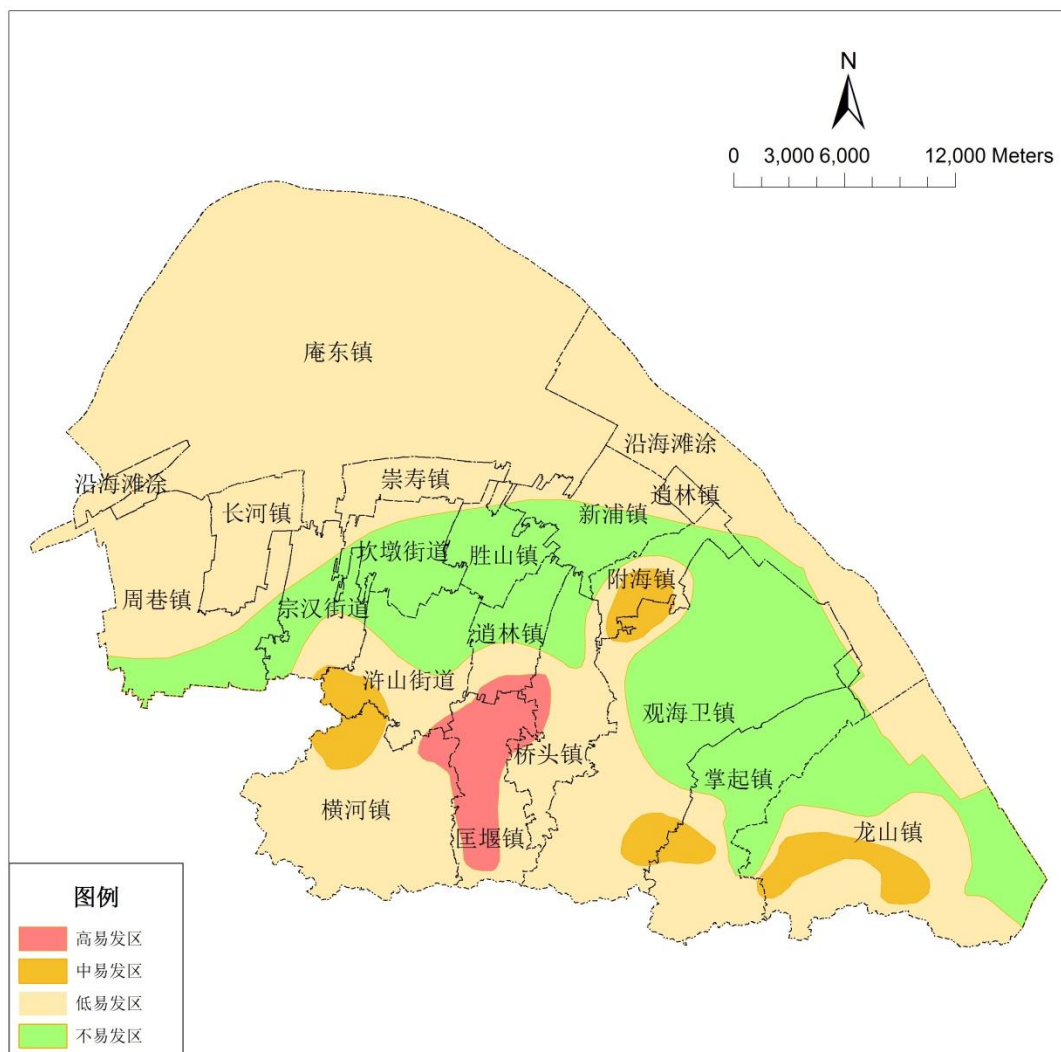 N
0 3,000 6,000 12,000 Meters
庵东镇
沿海滩涂
崇寿镇
沿海滩涂
逍林镇
长河镇
新浦镇
坎墩街道
胜山镇
附海镇
周巷镇
宗汉街道
逍林镇
浒山街道
观海卫镇
桥头镇
掌起镇
横河镇
龙山镇
匡堰镇
图例
高易发区
中易发区
低易发区
不易发区